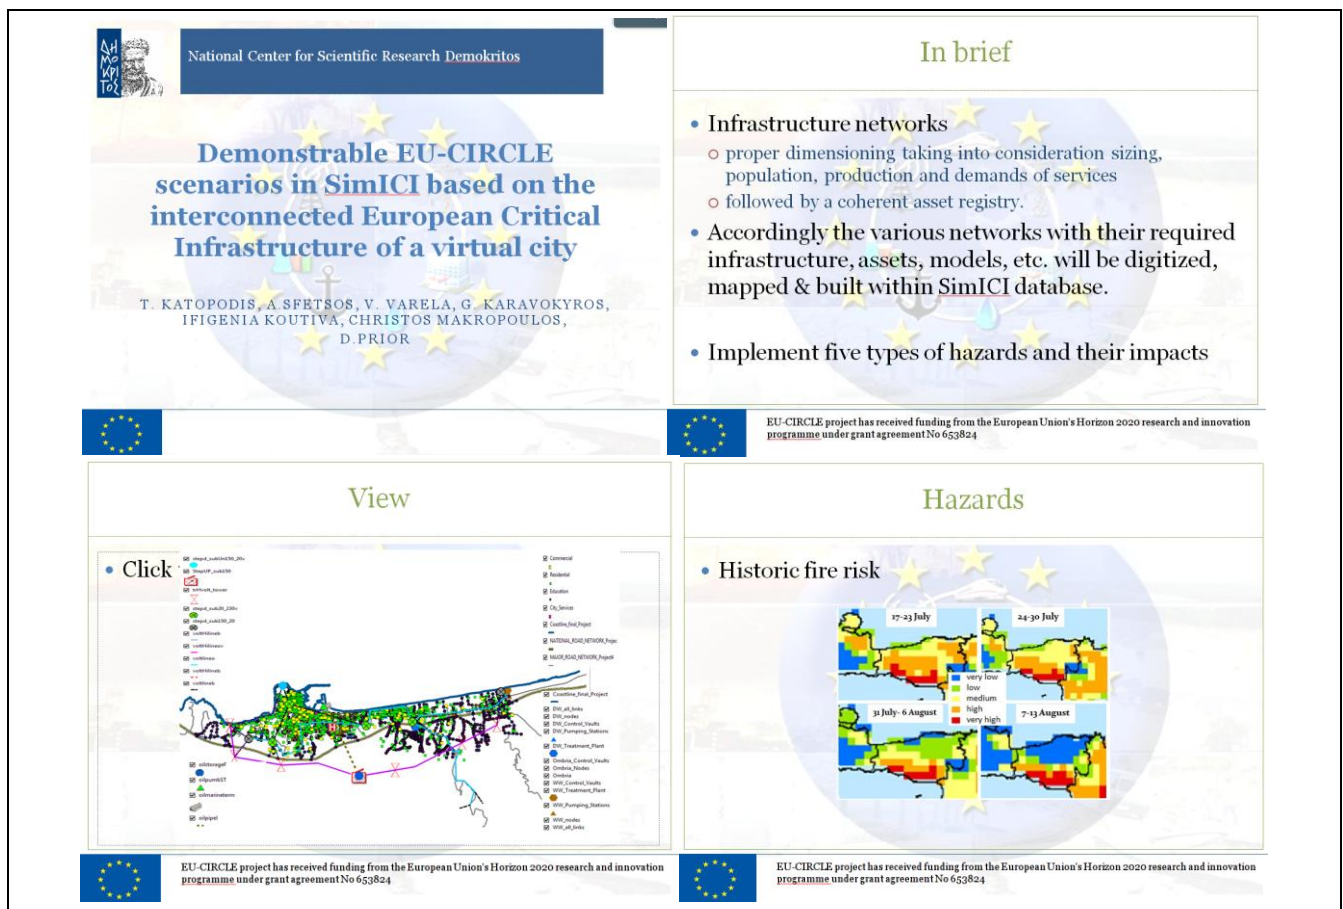 ΔΗ
ΜΟ
ΚΡΙ
ΤΟΣ
National Center for Scientific Research Demokritos
Demonstrable EU-CIRCLE
scenarios in SimICI based on the
interconnected European Critical
Infrastructure of a virtual city
T. KATOPODIS, A SFETSOS, V. VARELA, G. KARAVOKYROS,
IFIGENIA KOUTIVA, CHRISTOS MAKROPOULOS,
D.PRIOR
In brief
• Infrastructure networks
o proper dimensioning taking into consideration sizing,
population, production and demands of services
o followed by a coherent asset registry.
• Accordingly the various networks with their required
infrastructure, assets, models, etc. will be digitized,
mapped & built within SimICI database.
• Implement five types of hazards and their impacts
EU-CIRCLE project has received funding from the European Union's Horizon 2020 research and innovation
programme under grant agreement No 653824
View
• Click
StepUP_sub150
stepd_sub20_220v
stepd_sub150_20
oilstoragef
oilpumbST
oilmarineterm
oilpipel
Commercial
Residential
Education
City_Services
Coastline_final_Project
NATIONAL_ROAD_NETWORK_Projec
MAJOR_ROAD_NETWORK_ProjectR
Coastline_final_Project
DW_all_links
DW_nodes
DW_Control_Vaults
DW_Pumping_Stations
DW_Treatment_Plant
Ombria_Control_Vaults
Ombria_Nodes
Ombria
WW_Control_Vaults
WW_Treatment_Plant
WW_Pumping_Stations
WW_nodes
WW_all_links
EU-CIRCLE project has received funding from the European Union's Horizon 2020 research and innovation
programme under grant agreement No 653824
Hazards
• Historic fire risk
17-23 July
24-30 July
very low
low
medium
high
very high
31 July- 6 August
7-13 August
EU-CIRCLE project has received funding from the European Union's Horizon 2020 research and innovation
programme under grant agreement No 653824